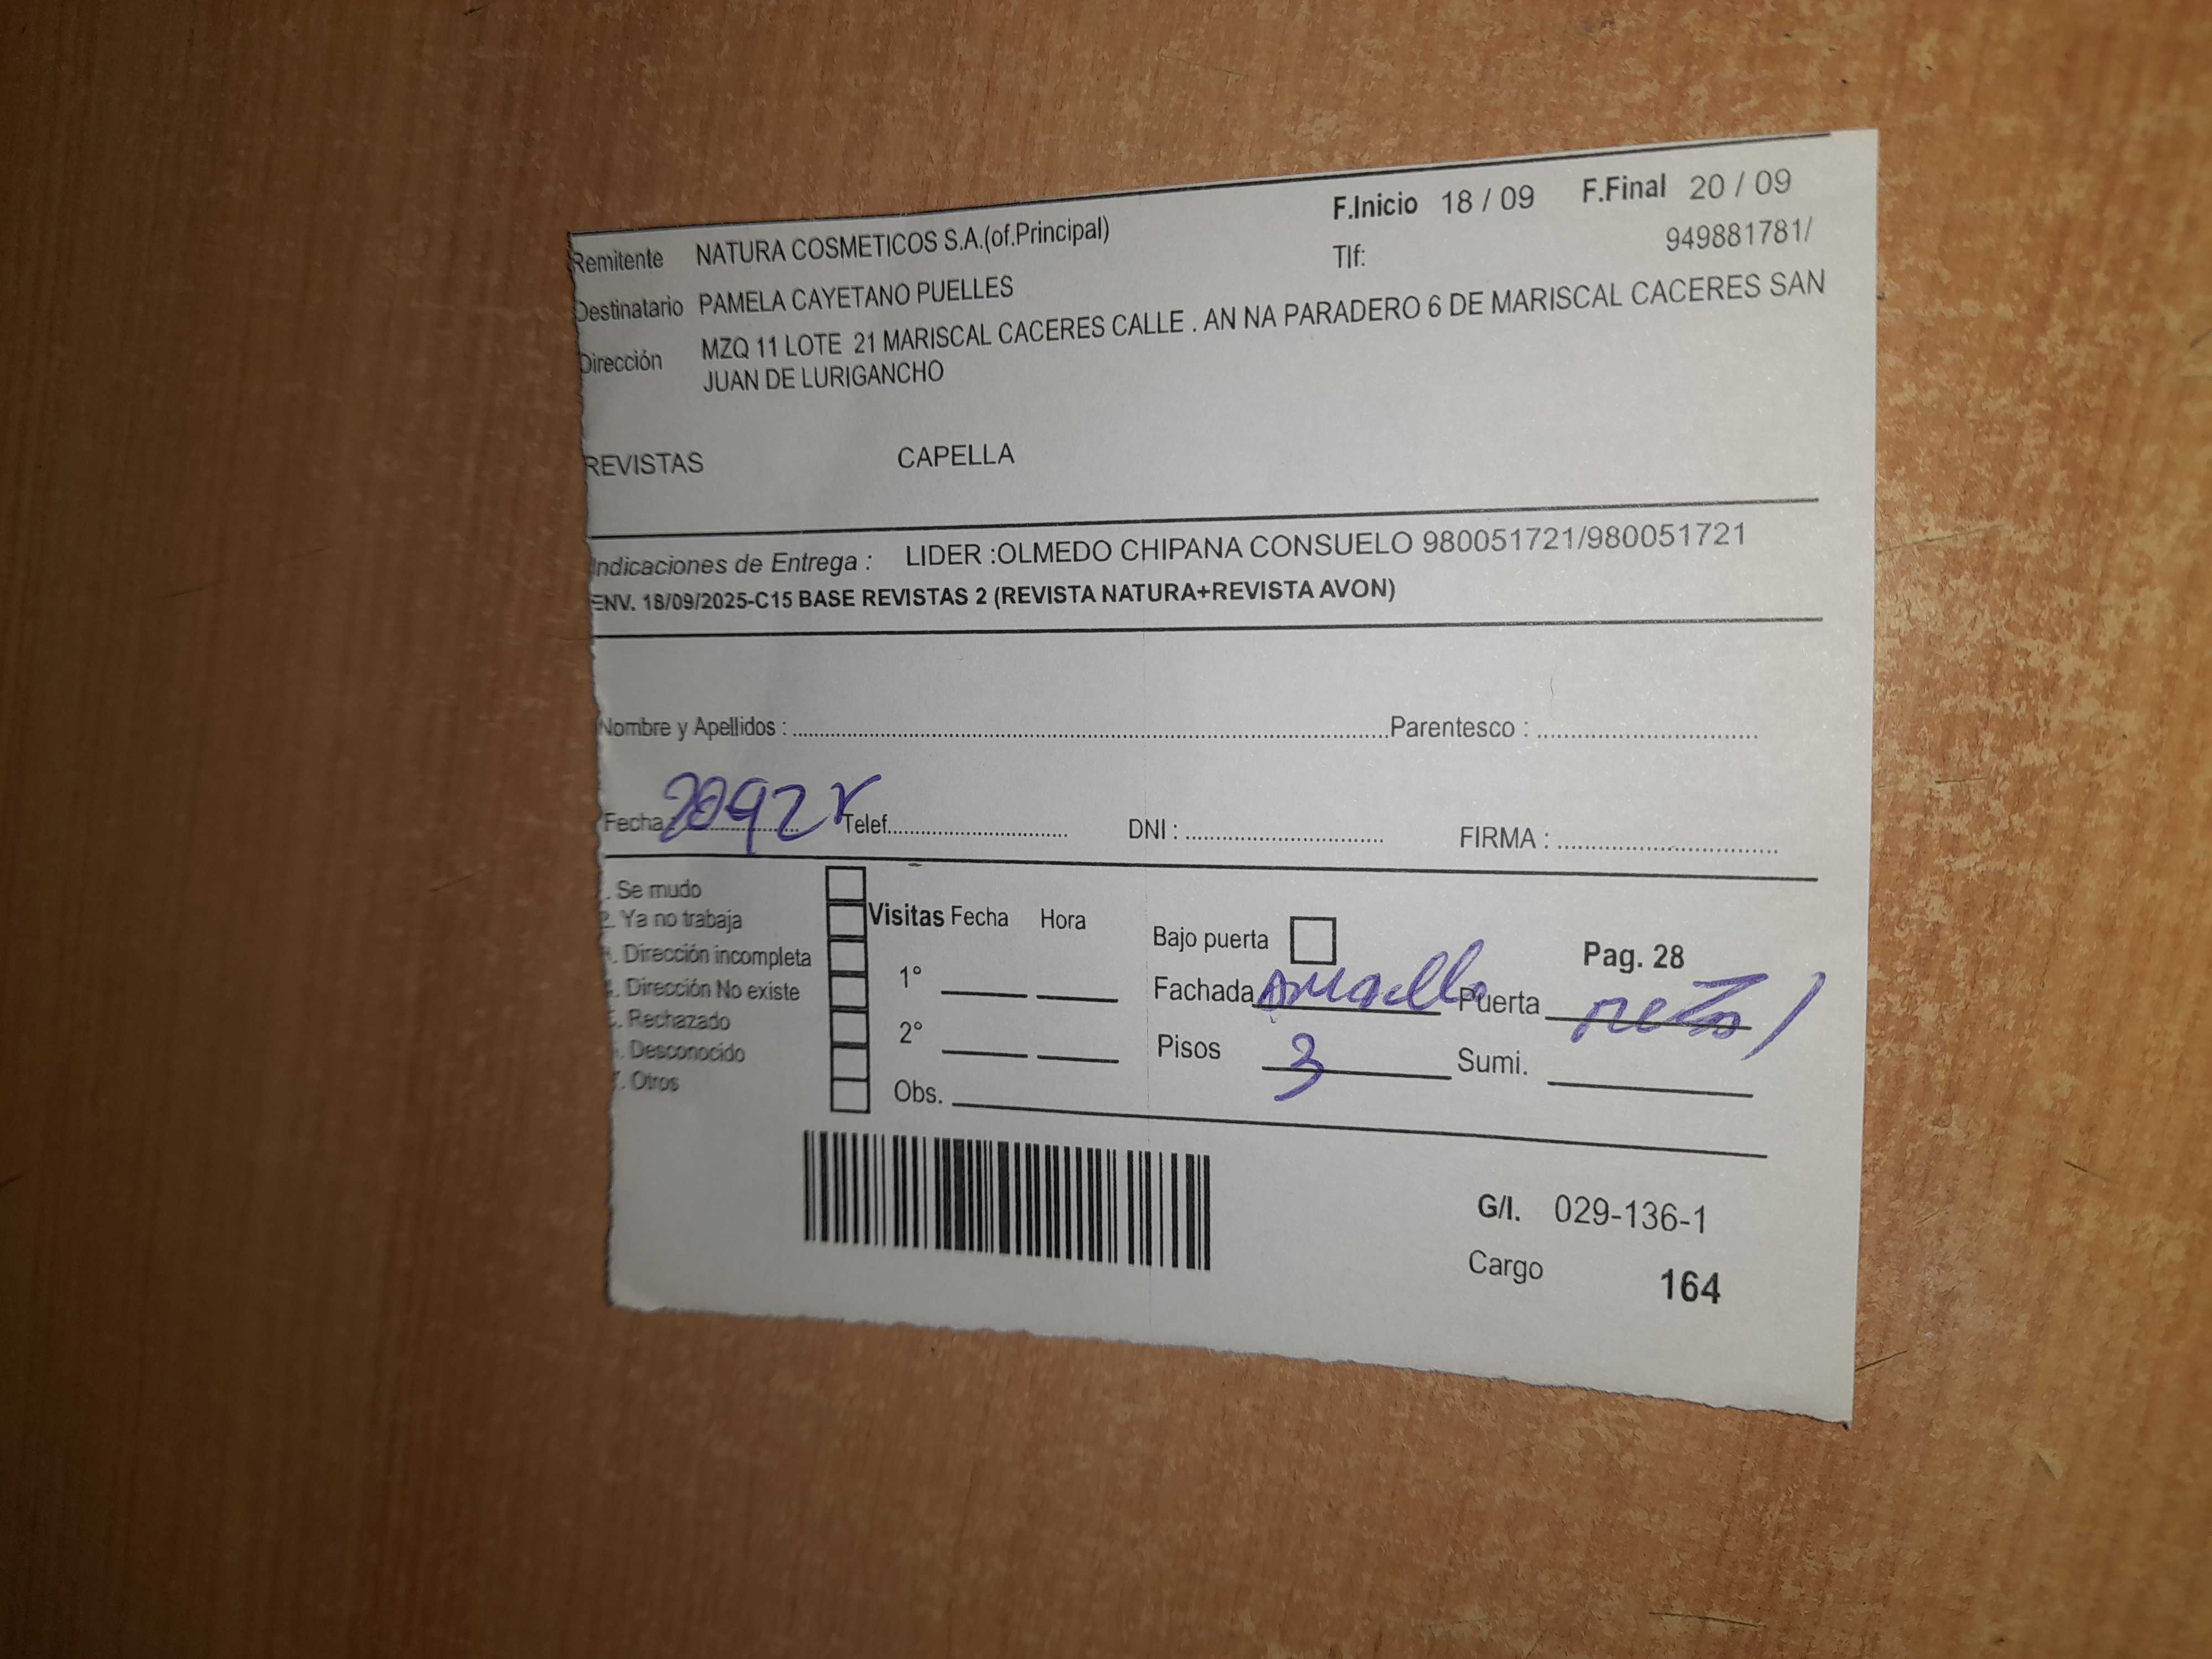 F.Inicio 18 / 09 F.Final 20 / 09
Remitente NATURA COSMETICOS S.A.(of.Principal) Tlf: 949881781/
Destinatario PAMELA CAYETANO PUELLES
Dirección MZQ 11 LOTE 21 MARISCAL CACERES CALLE . AN NA PARADERO 6 DE MARISCAL CACERES SAN
JUAN DE LURIGANCHO
REVISTAS CAPELLA
Indicaciones de Entrega : LIDER :OLMEDO CHIPANA CONSUELO 980051721/980051721
ENV. 18/09/2025-C15 BASE REVISTAS 2 (REVISTA NATURA+REVISTA AVON)
Nombre y Apellidos : Parentesco :
Fecha Telef. DNI : FIRMA :
. Se mudo
2. Ya no trabaja Visitas Fecha Hora Bajo puerta Pag. 28
. Dirección incompleta
. Dirección No existe 1° Fachada Puerta
. Rechazado 2° Pisos 3 Sumi.
. Desconocido
7. Otros Obs.
G/I. 029-136-1
Cargo 164